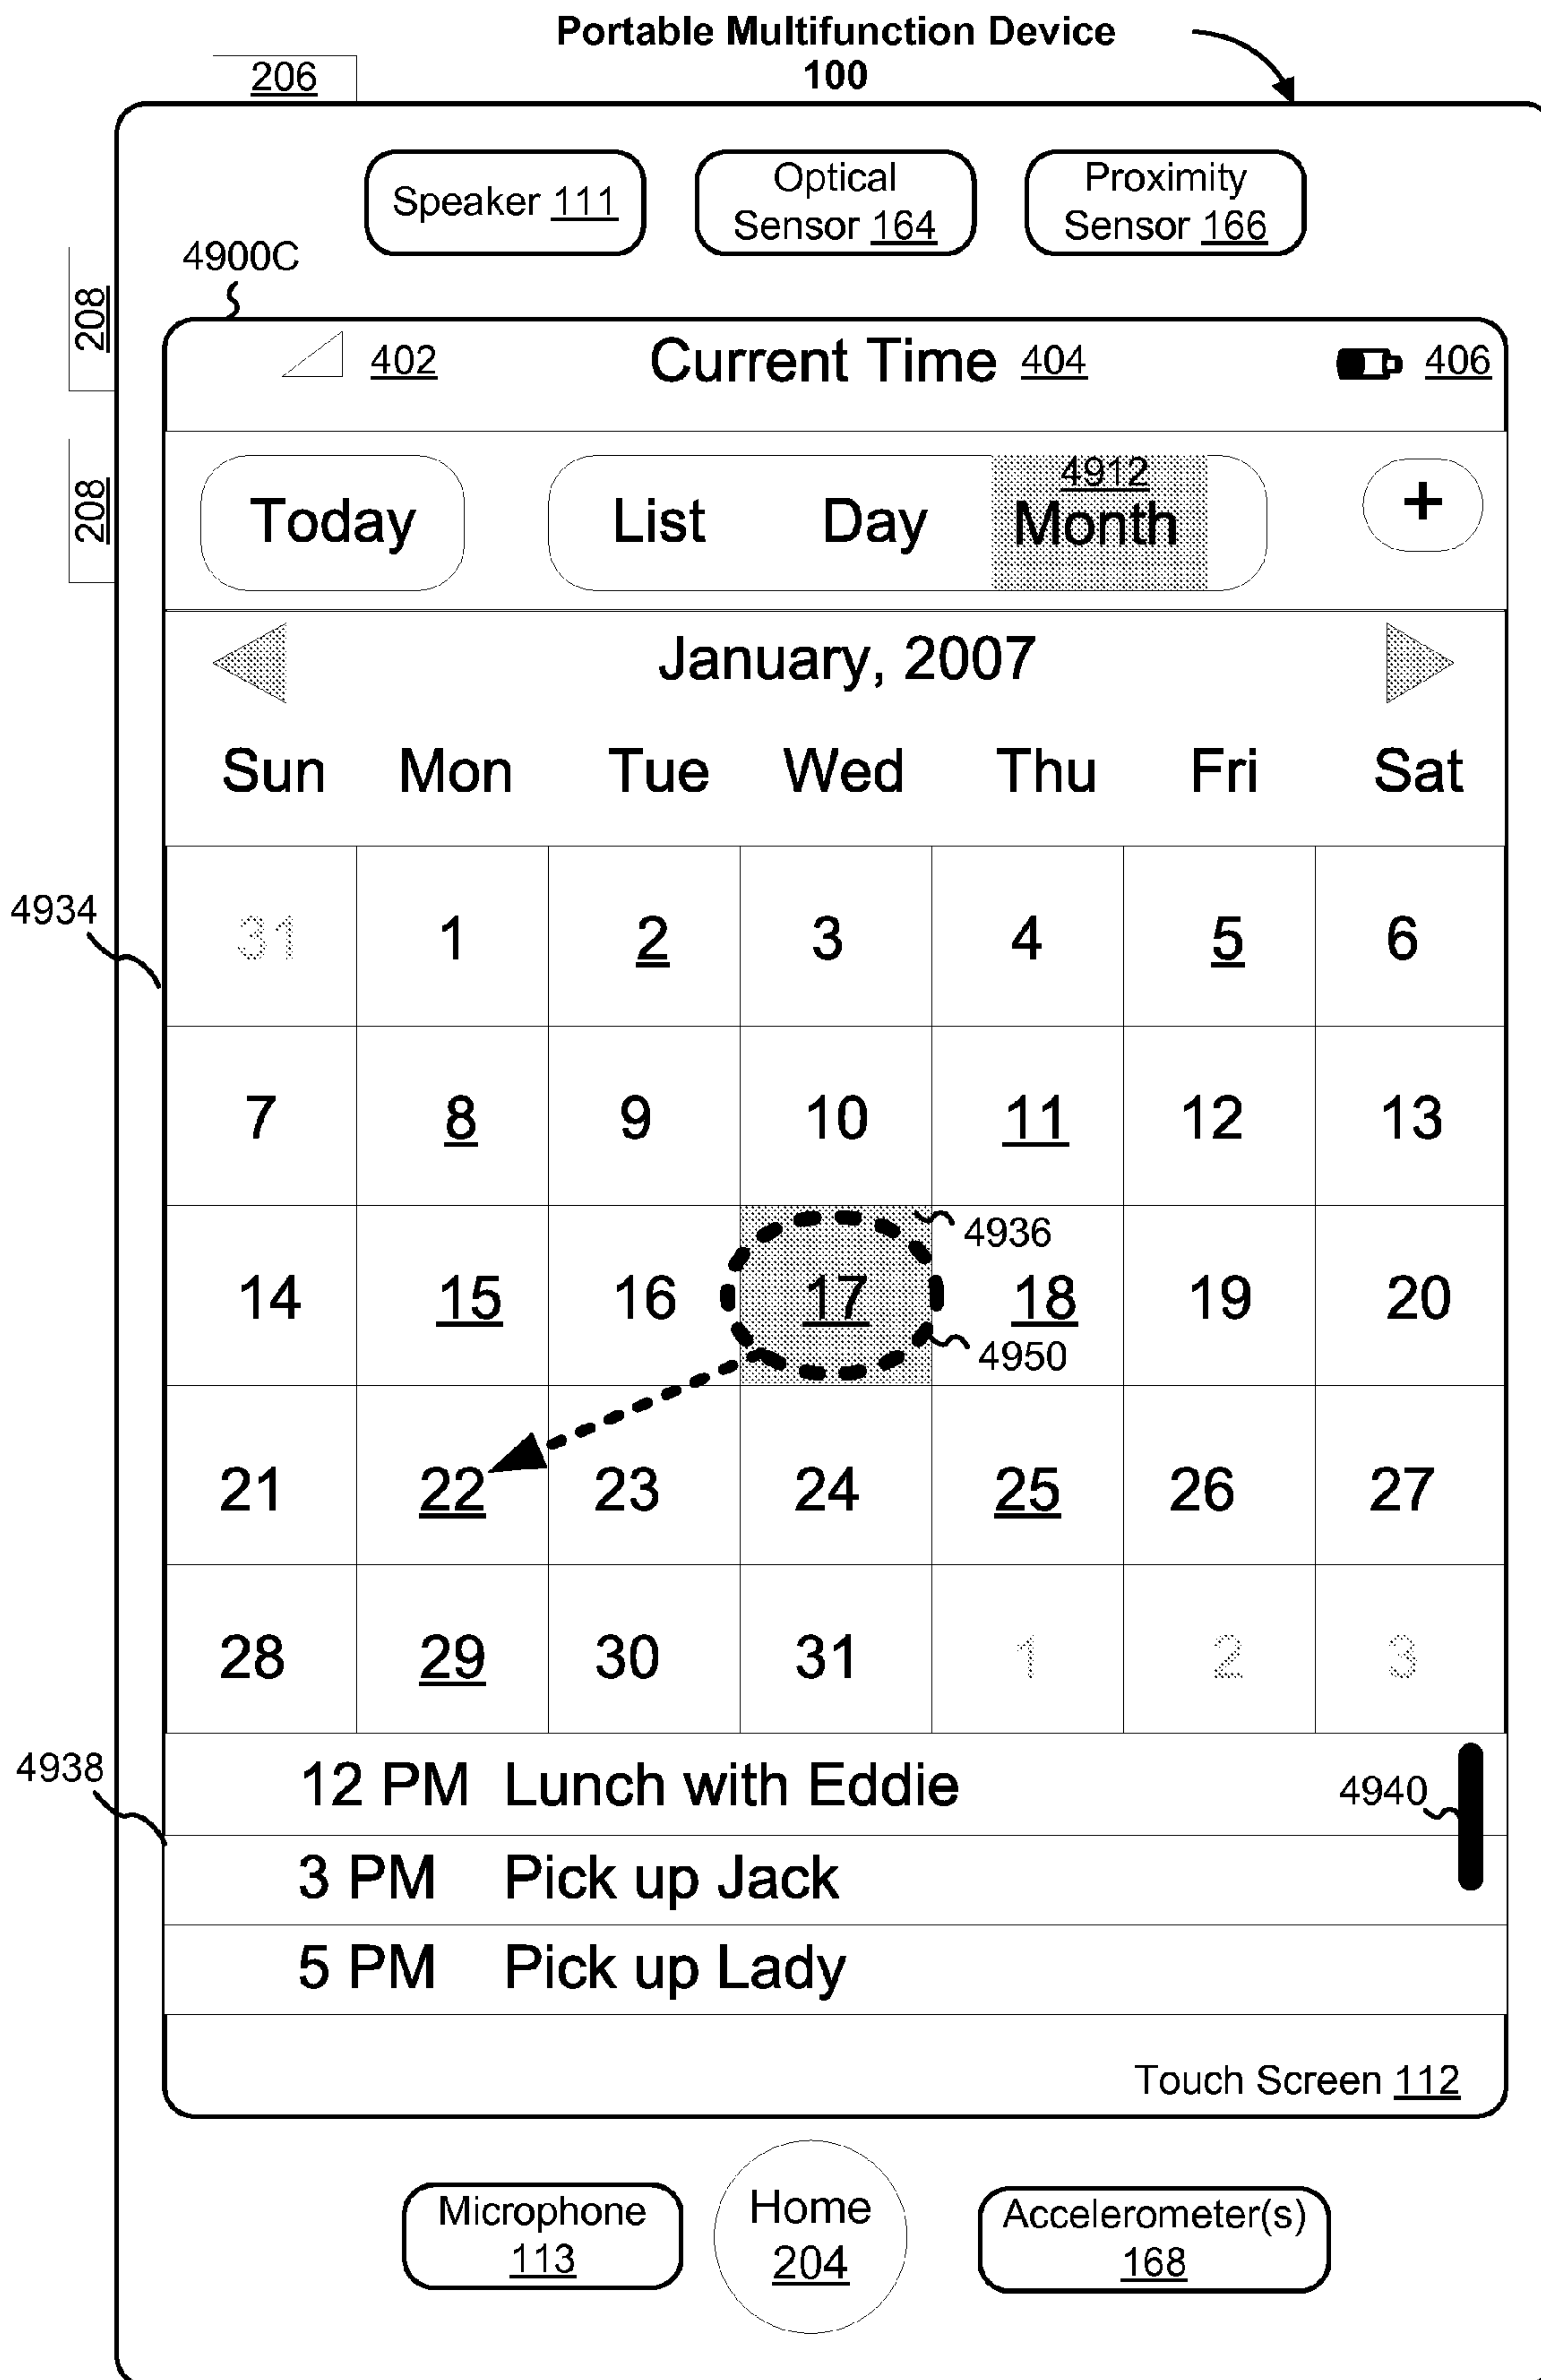 Portable Multifunction Device
100
206
Speaker 111
Optical
Sensor 164
Proximity
Sensor 166
4900C
208
402
Current Time 404
406
208
Today
List
Day
4912
Month
+
January, 2007
Sun Mon Tue Wed Thu Fri Sat
4934
31 1 2 3 4 5 6
7 8 9 10 11 12 13
4936
14 15 16 17 18 19 20
4950
21 22 23 24 25 26 27
28 29 30 31 1 2 3
4938
12 PM Lunch with Eddie
4940
3 PM Pick up Jack
5 PM Pick up Lady
Touch Screen 112
Microphone
113
Home
204
Accelerometer(s)
168